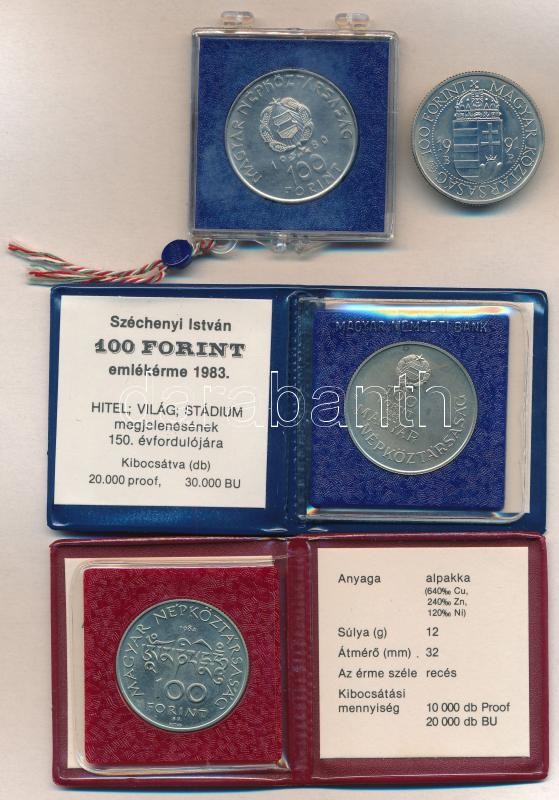 MAGYAR NÉPKÖZTÁRSASÁG
1980
100
FORINT
MAGYAR KÖZTÁRSASÁG
FORINT
19 91
B P
Széchenyi István
100 FORINT
emlékérme 1983.
HITEL; VILÁG; STÁDIUM
megjelenésének
150. évfordulójára
Kibocsátva (db)
20.000 proof, 30.000 BU
MAGYAR NEMZETI BANK
MAGYAR
NÉPKÖZTÁRSASÁG
darabanth
MAGYAR NÉPKÖZTÁRSASÁG
100
FORINT
Anyaga alpakka
(640‰ Cu,
240‰ Zn,
120‰ Ni)
Súlya (g) 12
Átmérő (mm) 32
Az érme széle recés
Kibocsátási
mennyiség 10 000 db Proof
20 000 db BU